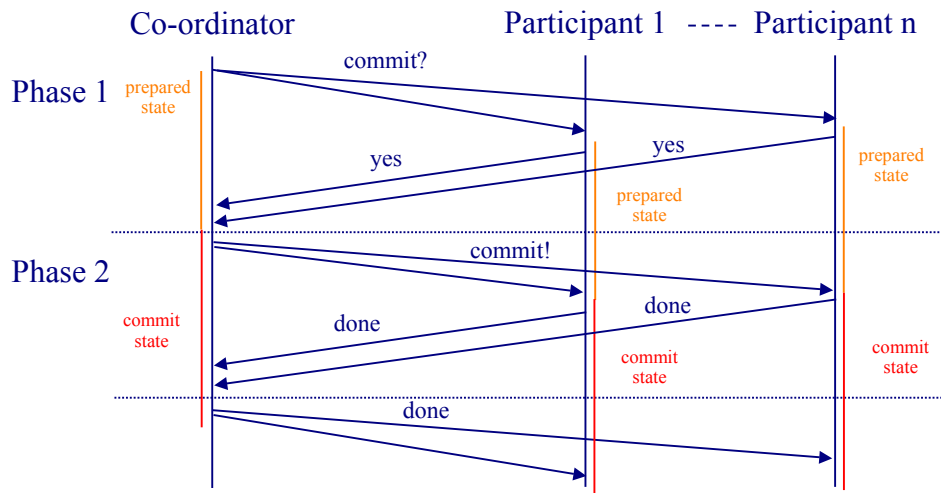 Co-ordinator
Participant 1 ---- Participant n
commit?
Phase 1
prepared
state
yes
yes
prepared
state
prepared
state
Phase 2
commit!
done
done
commit
state
commit
state
commit
state
done